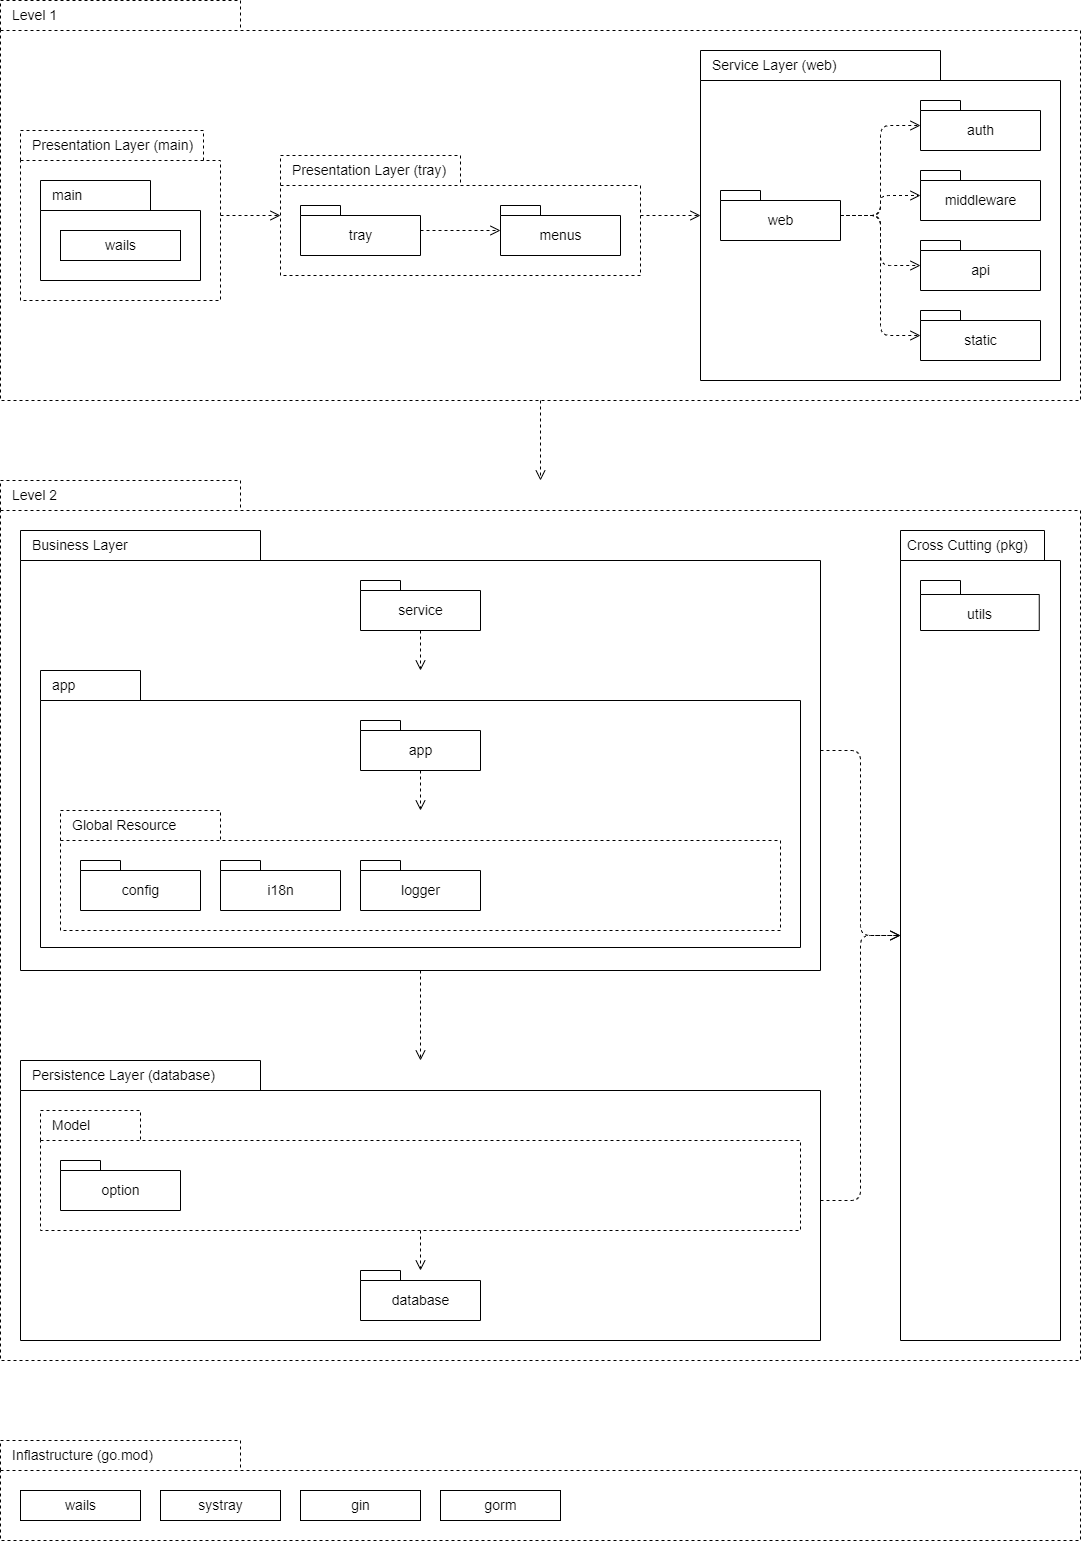 Level 1
Service Layer (web)
Presentation Layer (main)
main
wails
Presentation Layer (tray)
tray
menus
web
auth
middleware
api
static
Level 2
Business Layer
service
app
app
Global Resource
config
i18n
logger
Cross Cutting (pkg)
utils
Persistence Layer (database)
Model
option
database
Inflastructure (go.mod)
wails
systray
gin
gorm